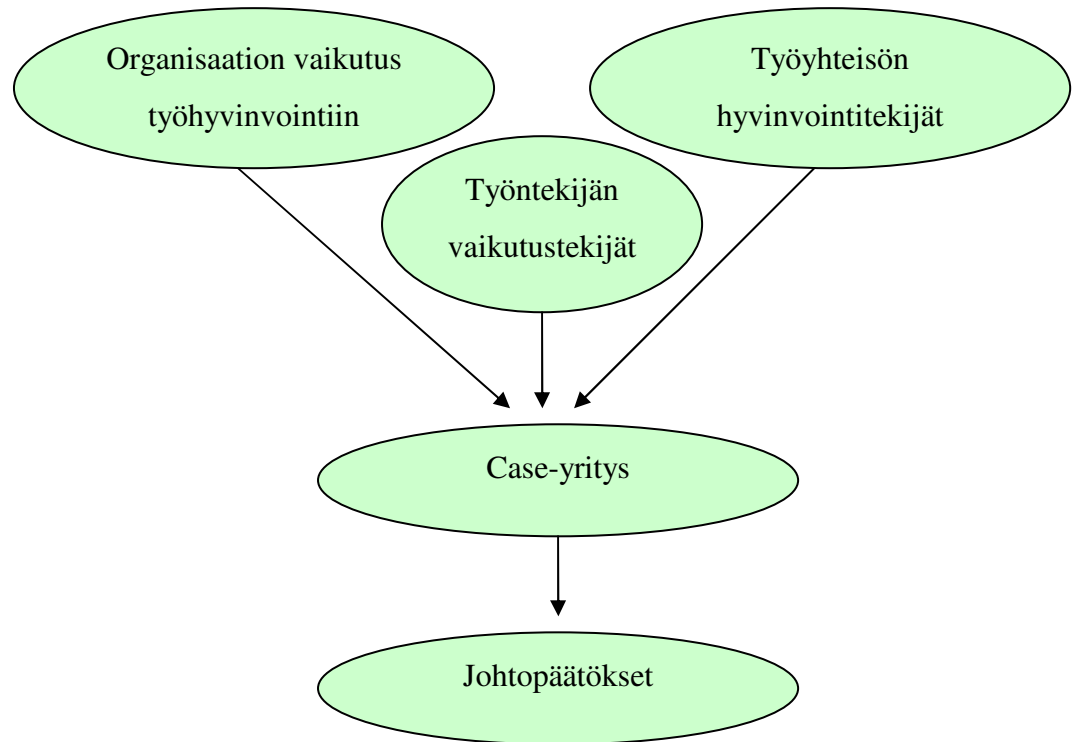 Organisaation vaikutus
työhyvinvointiin
Työyhteisön
hyvinvointitekijät
Työntekijän
vaikutustekijät
Case-yritys
Johtopäätökset